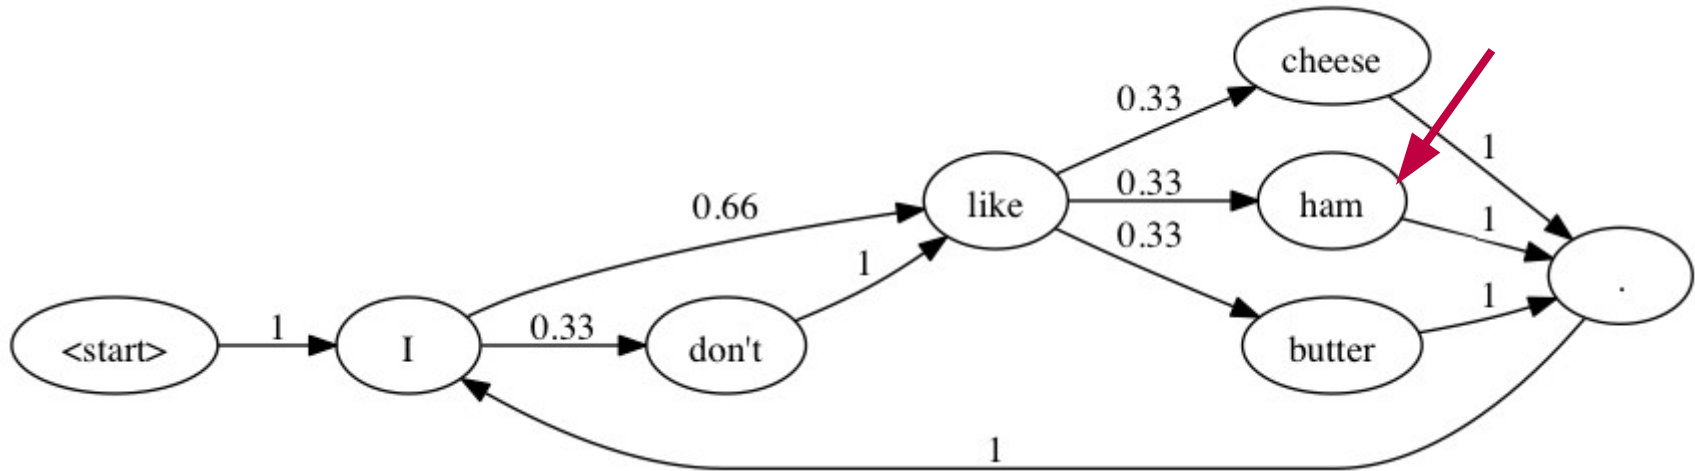 cheese
0.33
1
0.33
0.66
like
ham
1
0.33
1
1
.
1
0.33
<start>
I
don't
butter
1